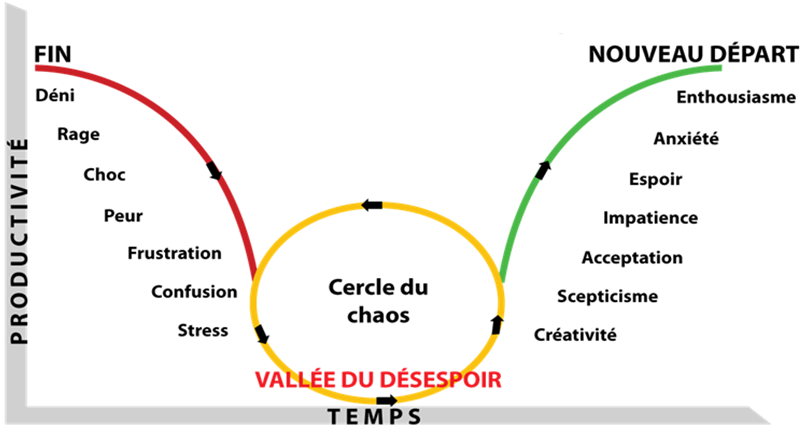 FIN
NOUVEAU DÉPART
Déni
Rage
Choc
Peur
Frustration
Confusion
Stress
Cercle du
chaos
Enthousiasme
Anxiété
Espoir
Impatience
Acceptation
Scepticisme
Créativité
VALLÉE DU DÉSESPOIR
PRODUCTIVITÉ
TEMPS